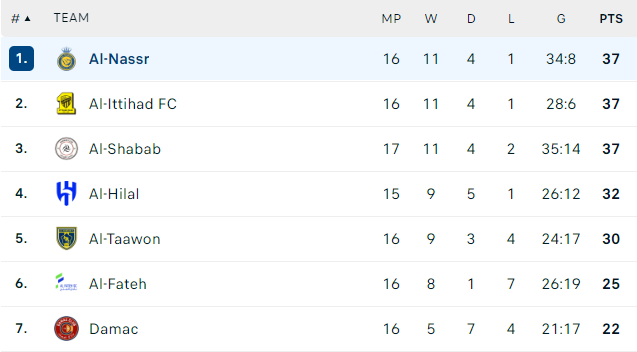 # ▲ TEAM MP W D L G PTS
1. Al-Nassr 16 11 4 1 34:8 37
2. Al-Ittihad FC 16 11 4 1 28:6 37
3. Al-Shabab 17 11 4 2 35:14 37
4. Al-Hilal 15 9 5 1 26:12 32
5. Al-Taawon 16 9 3 4 24:17 30
6. Al-Fateh 16 8 1 7 26:19 25
7. Damac 16 5 7 4 21:17 22